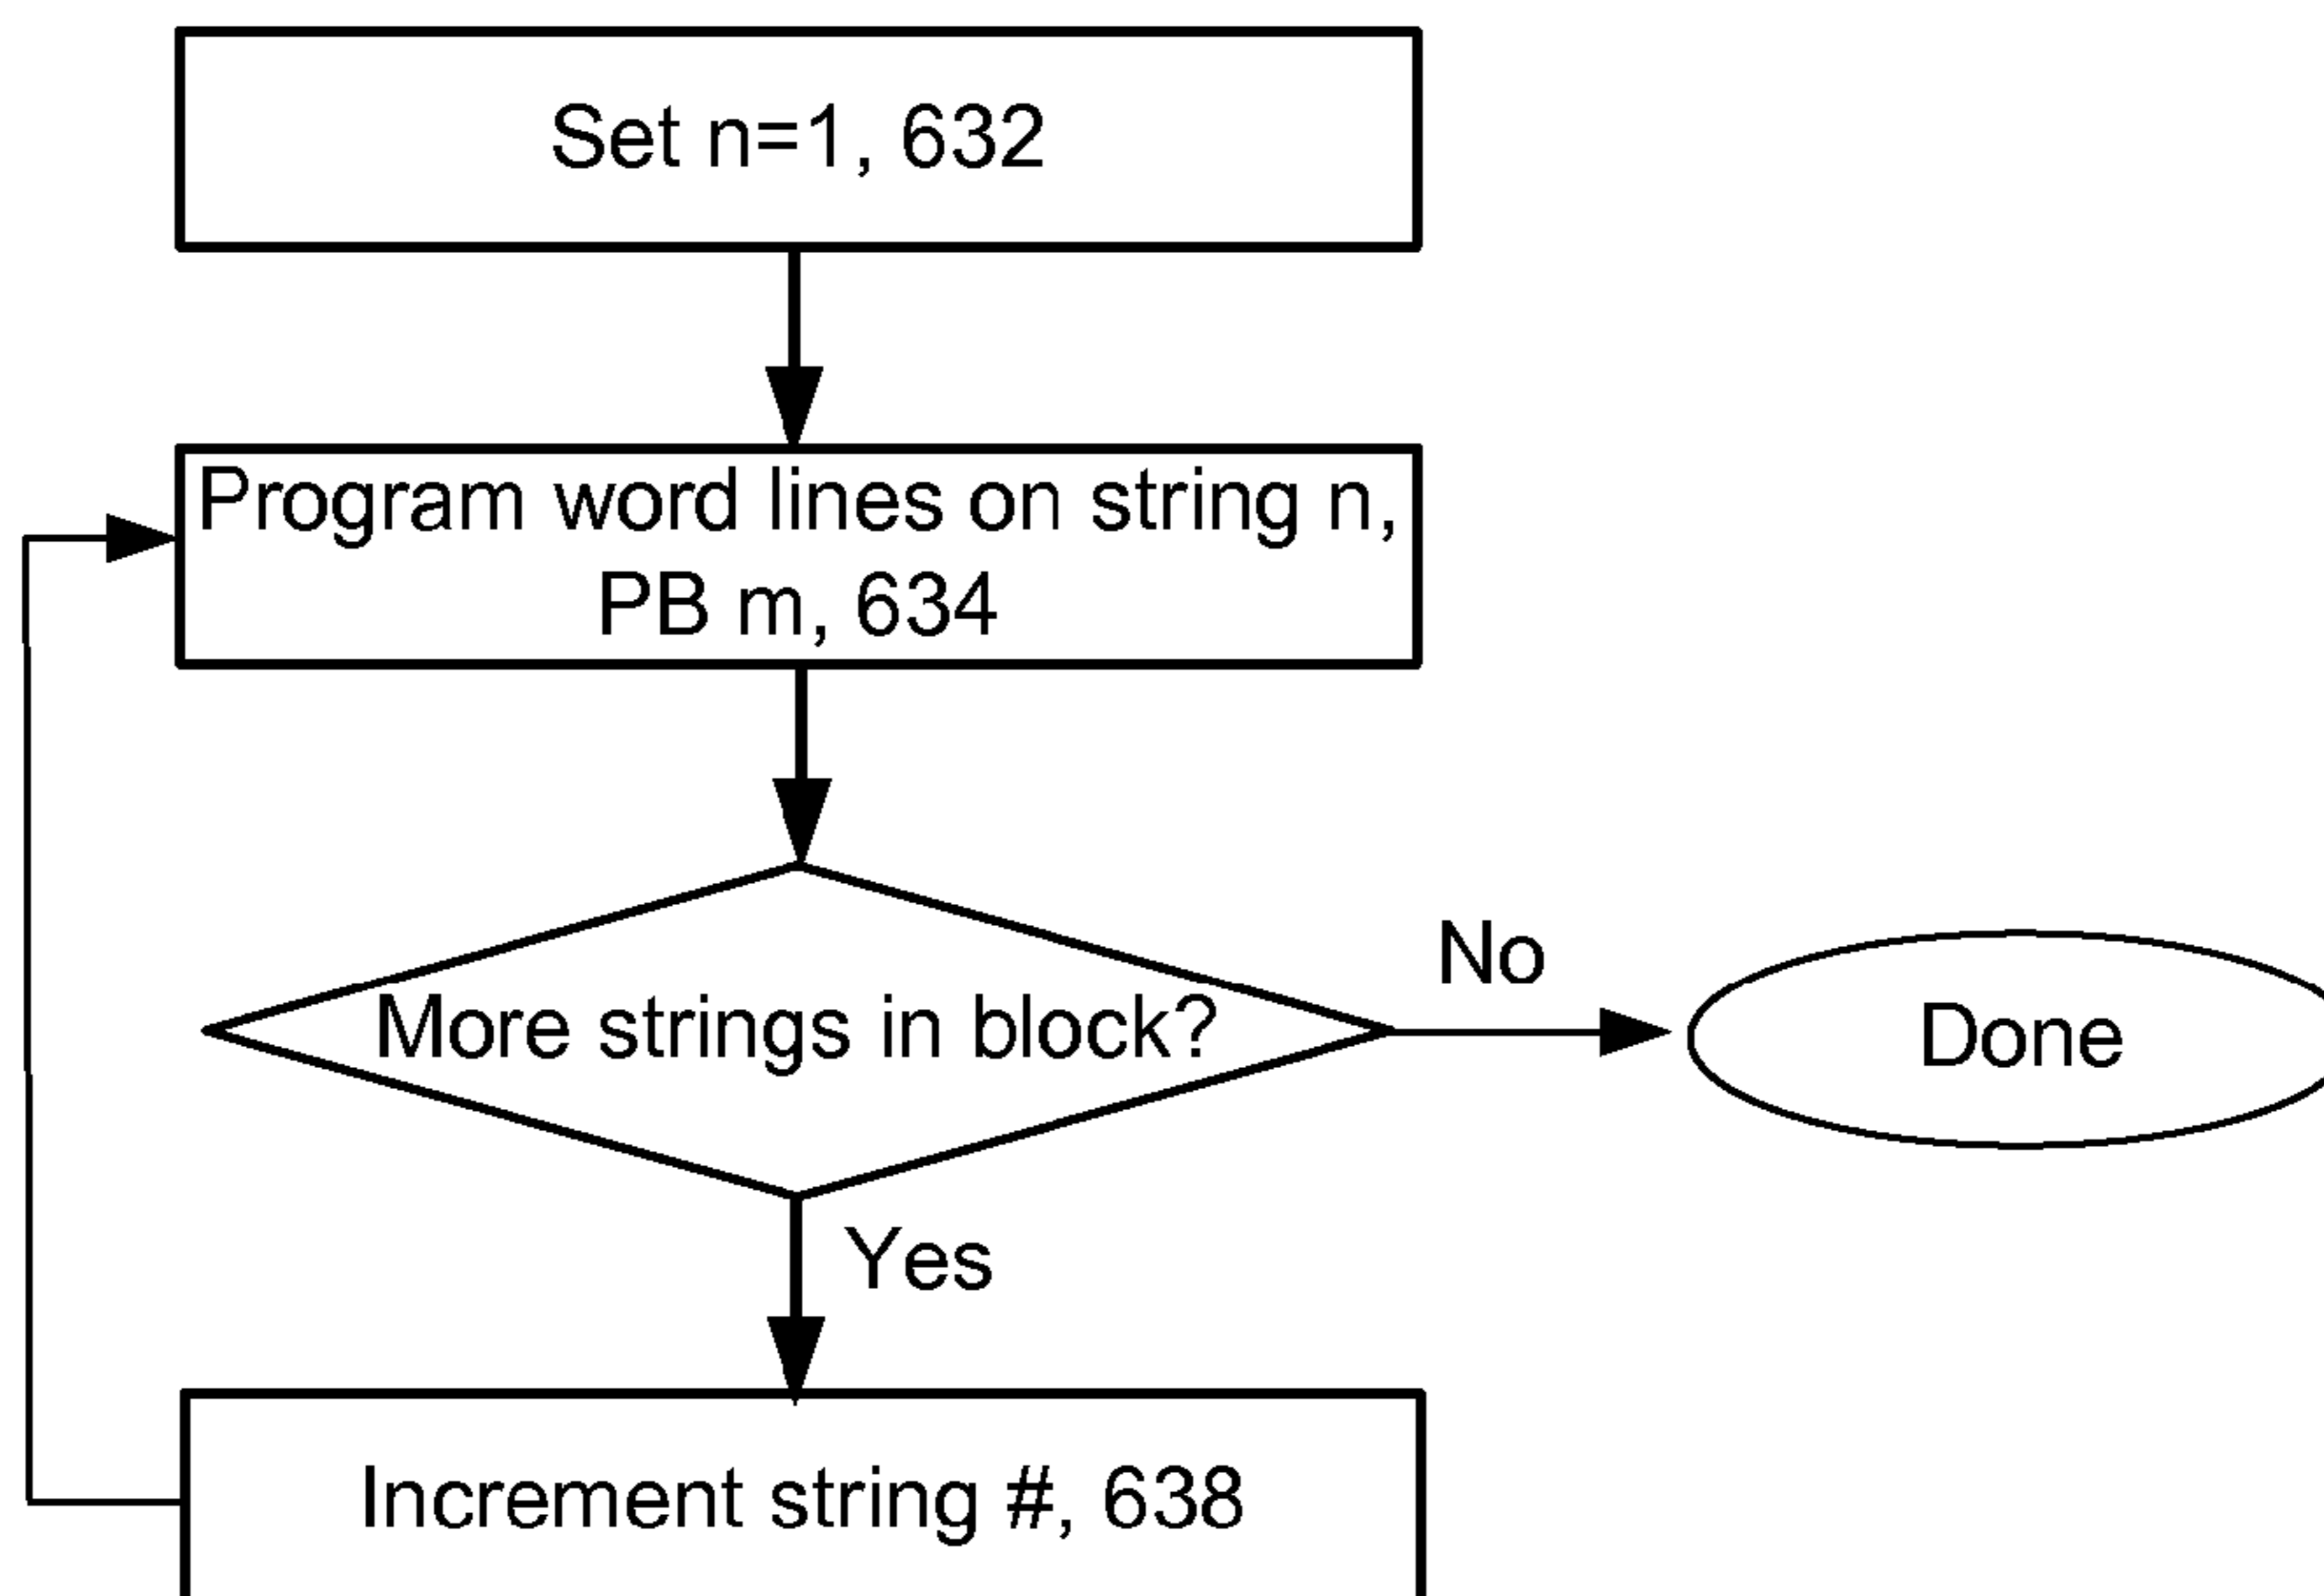 Set n=1, 632
Program word lines on string n,
PB m, 634
More strings in block?
No
Done
Yes
Increment string #, 638